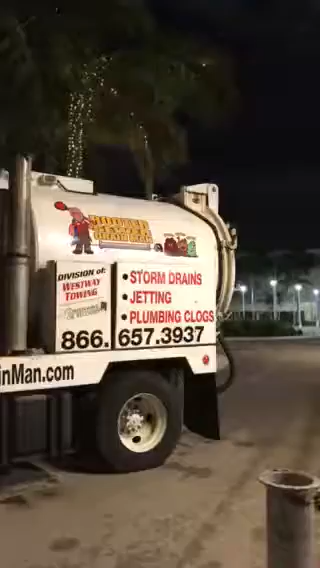 DIVISION of:
WESTWAY
TOWING
• STORM DRAINS
• JETTING
• PLUMBING CLOGS
866. 657.3937
inMan.com